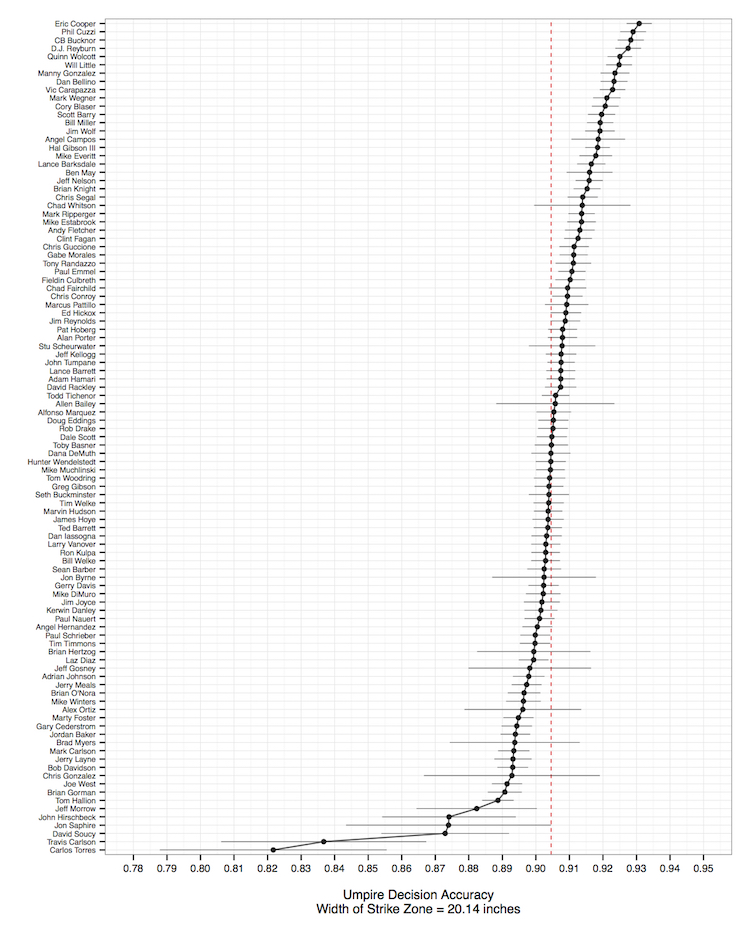 Eric Cooper
Phil Cuzzi
CB Bucknor
D.J. Reyburn
Quinn Wolcott
Will Little
Manny Gonzalez
Dan Bellino
Vic Carapazza
Mark Wegner
Cory Blaser
Scott Barry
Bill Miller
Jim Wolf
Angel Campos
Hal Gibson III
Mike Everitt
Lance Barksdale
Ben May
Jeff Nelson
Brian Knight
Chris Segal
Chad Whitson
Mark Ripperger
Mike Estabrook
Andy Fletcher
Clint Fagan
Chris Guccione
Gabe Morales
Tony Randazzo
Paul Emmel
Fieldin Culbreth
Chad Fairchild
Chris Conroy
Marcus Pattillo
Ed Hickox
Jim Reynolds
Pat Hoberg
Alan Porter
Stu Scheurwater
Jeff Kellogg
John Tumpane
Lance Barrett
Adam Hamari
David Rackley
Todd Tichenor
Allen Bailey
Alfonso Marquez
Doug Eddings
Rob Drake
Dale Scott
Toby Basner
Dana DeMuth
Hunter Wendelstedt
Mike Muchlinski
Tom Woodring
Greg Gibson
Seth Buckminster
Tim Welke
Marvin Hudson
James Hoye
Ted Barrett
Dan Iassogna
Larry Vanover
Ron Kulpa
Bill Welke
Sean Barber
Jon Byrne
Gerry Davis
Mike DiMuro
Jim Joyce
Kerwin Danley
Paul Nauert
Angel Hernandez
Paul Schrieber
Tim Timmons
Brian Hertzog
Laz Diaz
Jeff Gosney
Adrian Johnson
Jerry Meals
Brian O'Nora
Mike Winters
Alex Ortiz
Marty Foster
Gary Cederstrom
Jordan Baker
Brad Myers
Mark Carlson
Jerry Layne
Bob Davidson
Chris Gonzalez
Joe West
Brian Gorman
Tom Hallion
Jeff Morrow
John Hirschbeck
Jon Saphire
David Soucy
Travis Carlson
Carlos Torres
0.78 0.79 0.80 0.81 0.82 0.83 0.84 0.85 0.86 0.87 0.88 0.89 0.90 0.91 0.92 0.93 0.94 0.95
Umpire Decision Accuracy
Width of Strike Zone = 20.14 inches